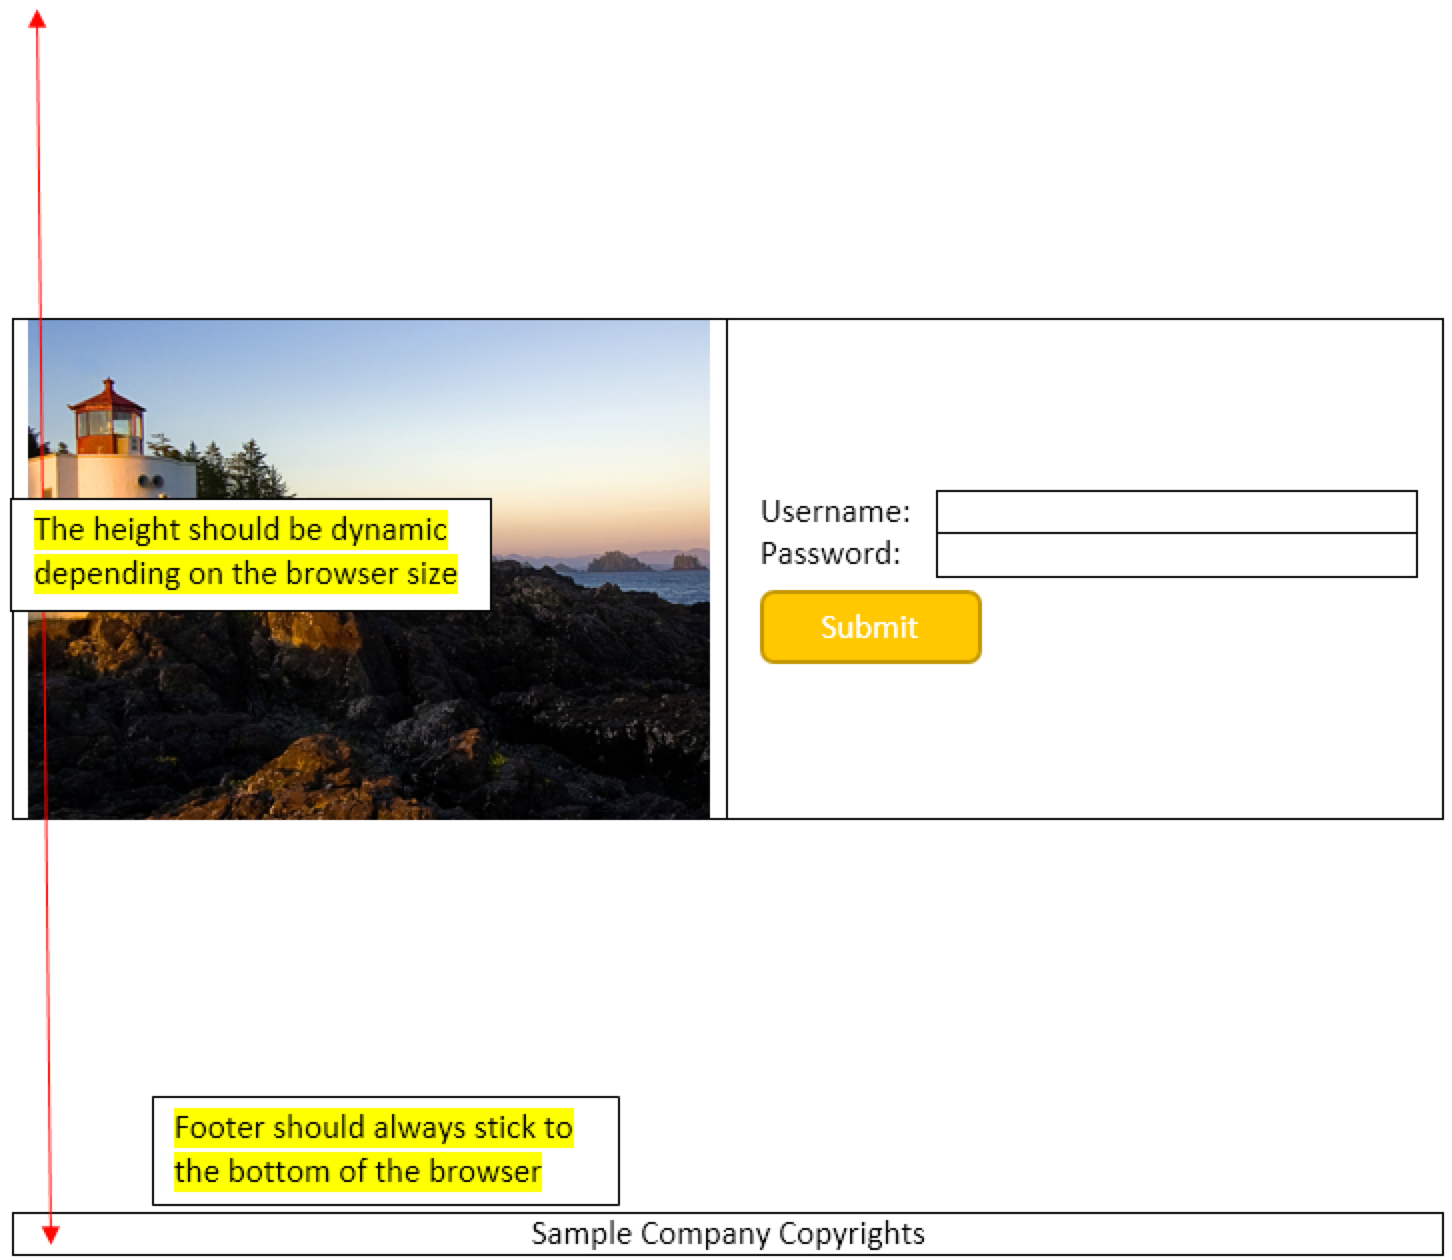 The height should be dynamic
depending on the browser size
Username:
Password:
Submit
Footer should always stick to
the bottom of the browser
Sample Company Copyrights